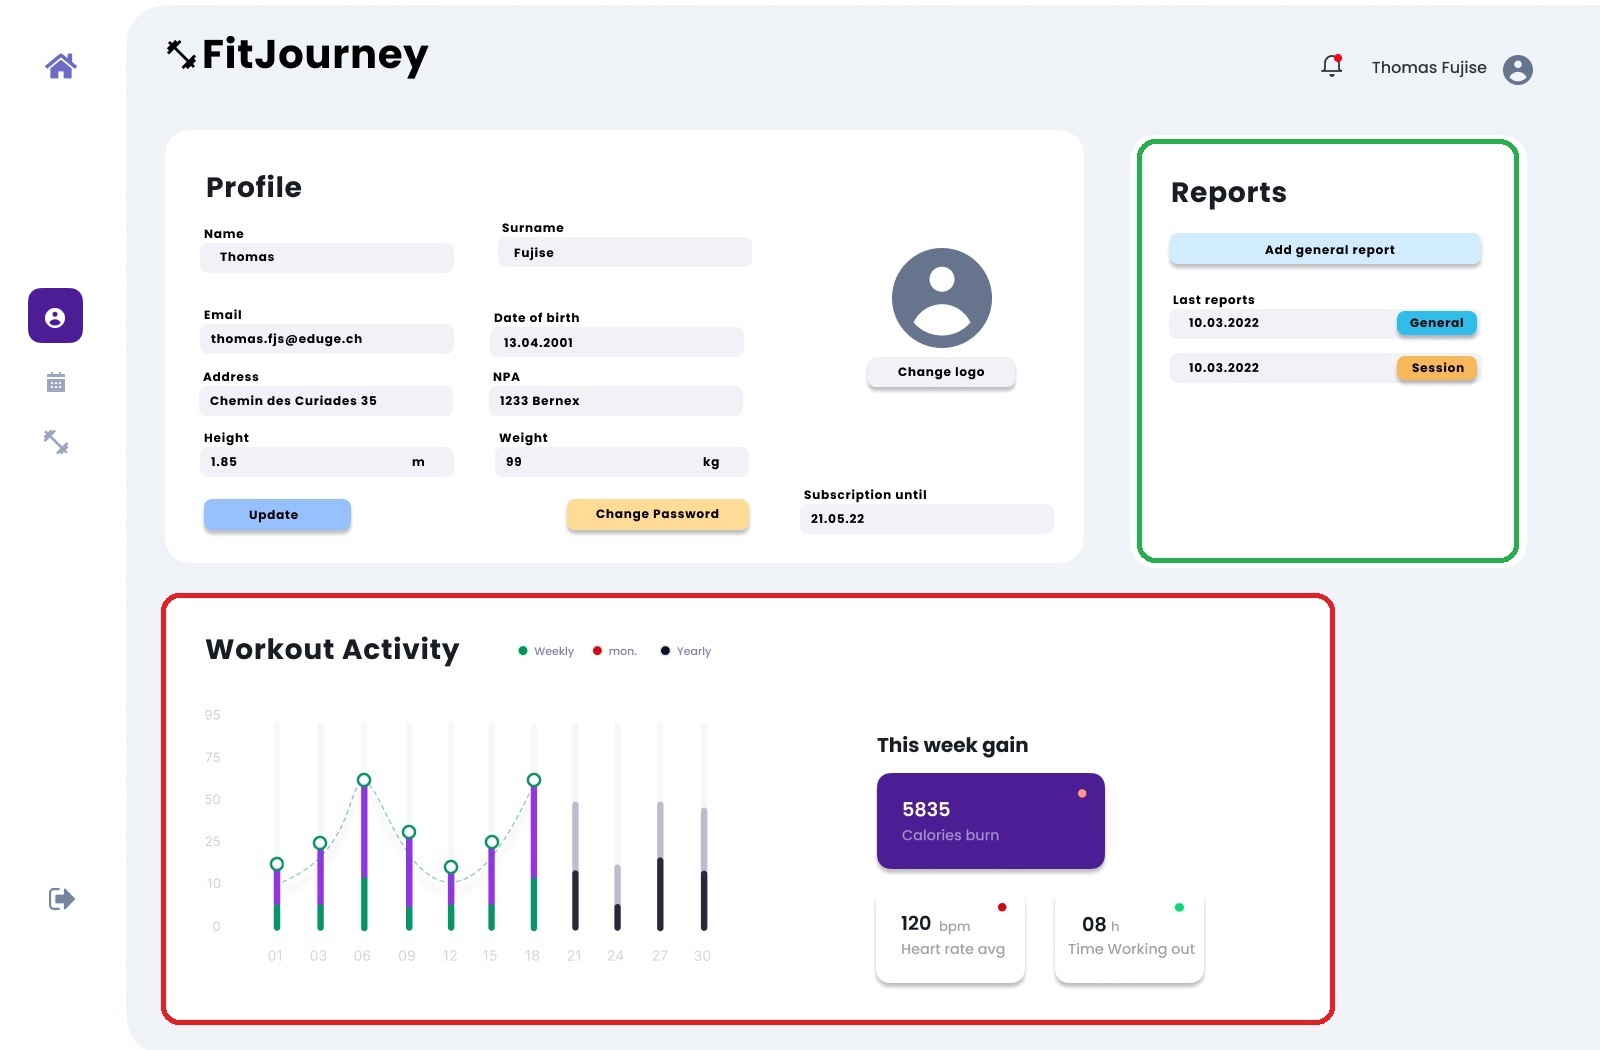 FitJourney
Thomas Fujise
Profile
Name
Thomas
Surname
Fujise
Email
thomas.fjs@eduge.ch
Date of birth
13.04.2001
Address
Chemin des Curiades 35
NPA
1233 Bernex
Height
1.85 m
Weight
99 kg
Update
Change Password
Change logo
Subscription until
21.05.22
Reports
Add general report
Last reports
10.03.2022 General
10.03.2022 Session
Workout Activity
Weekly mon. Yearly
95
75
50
25
10
0
01 03 06 09 12 15 18 21 24 27 30
This week gain
5835
Calories burn
120 bpm
Heart rate avg
08 h
Time Working out